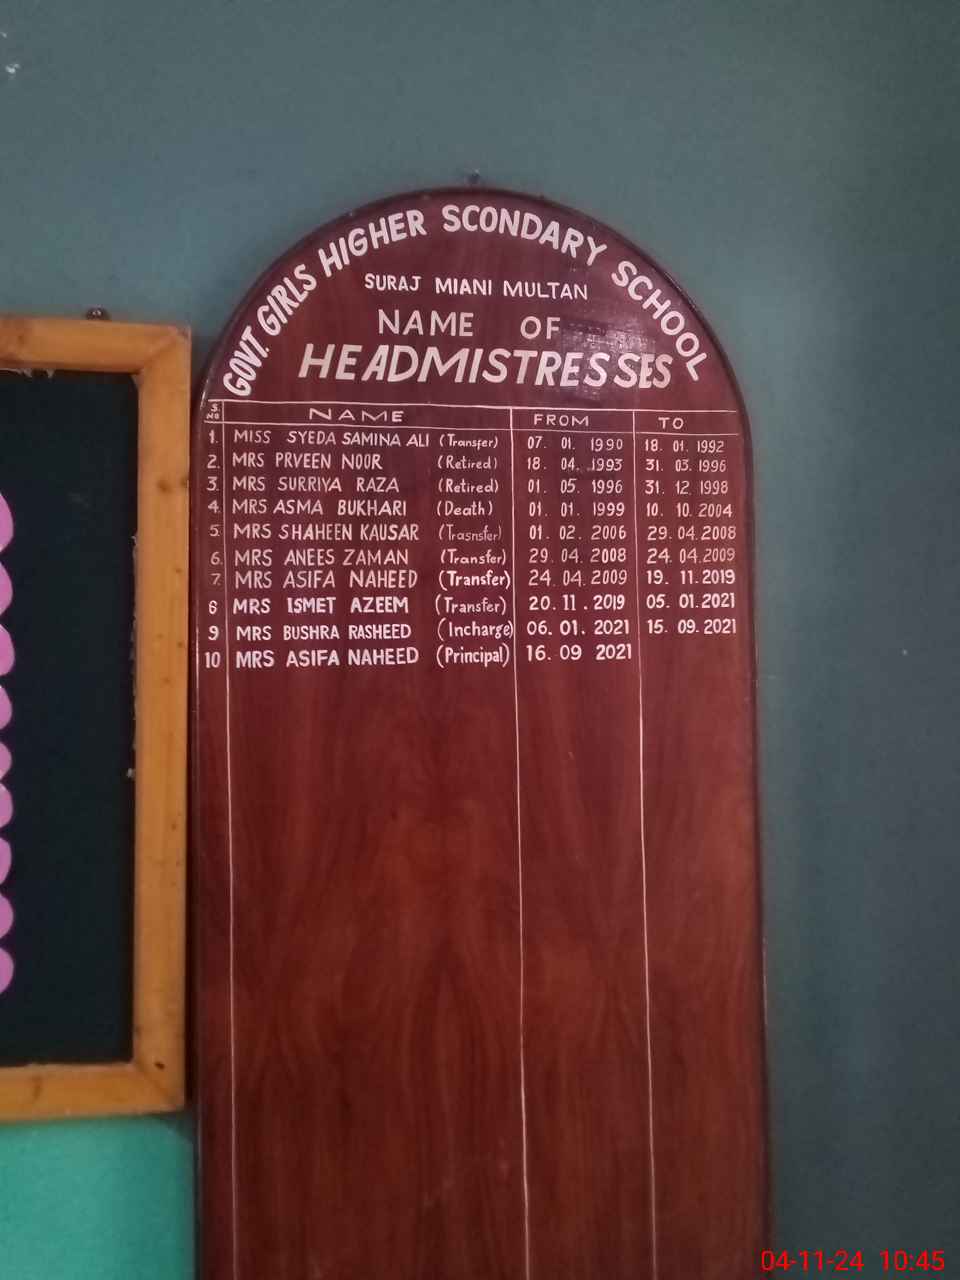 GOVT. GIRLS HIGHER SCONDARY SCHOOL
SURAJ MIANI MULTAN
NAME OF
HEADMISTRESSES
S. NO NAME FROM TO
1. MISS SYEDA SAMINA ALI (Transfer) 07. 01. 1990 18. 01. 1992
2. MRS PRVEEN NOOR (Retired) 18. 04. 1993 31. 03. 1996
3. MRS SURRIYA RAZA (Retired) 01. 05. 1996 31. 12. 1998
4. MRS ASMA BUKHARI (Death) 01. 01. 1999 10. 10. 2004
5. MRS SHAHEEN KAUSAR (Trasnsfer) 01. 02. 2006 29. 04. 2008
6. MRS ANEES ZAMAN (Transfer) 29. 04. 2008 24. 04. 2009
7. MRS ASIFA NAHEED (Transfer) 24. 04. 2009 19. 11. 2019
6 MRS ISMET AZEEM (Transfer) 20. 11. 2019 05. 01. 2021
9 MRS BUSHRA RASHEED (Incharge) 06. 01. 2021 15. 09. 2021
10 MRS ASIFA NAHEED (Principal) 16. 09 2021
04-11-24 10:45